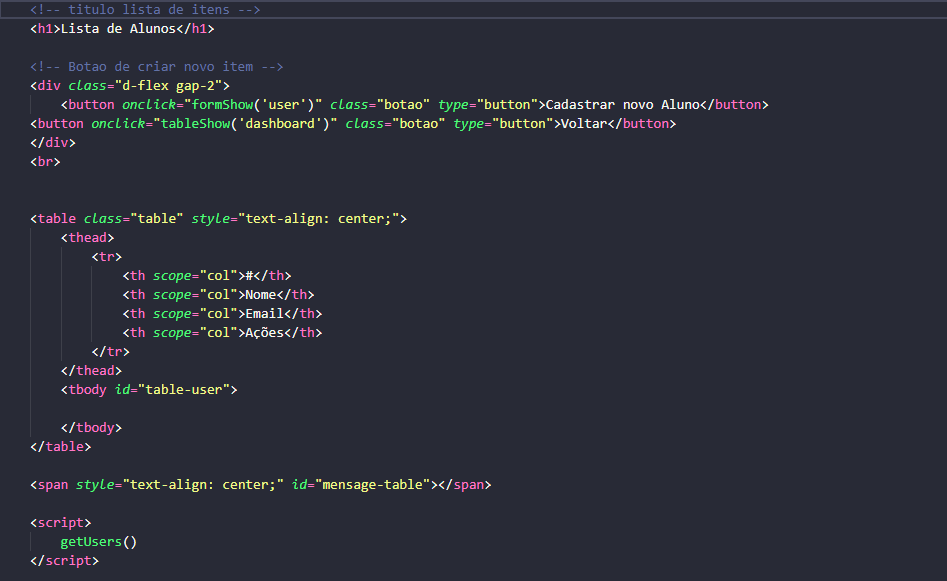 <!-- titulo lista de itens -->
<h1>Lista de Alunos</h1>
<!-- Botao de criar novo item -->
<div class="d-flex gap-2">
<button onclick="formShow('user')" class="botao" type="button">Cadastrar novo Aluno</button>
<button onclick="tableShow('dashboard')" class="botao" type="button">Voltar</button>
</div>
<br>
<table class="table" style="text-align: center;">
<thead>
<tr>
<th scope="col">#</th>
<th scope="col">Nome</th>
<th scope="col">Email</th>
<th scope="col">Ações</th>
</tr>
</thead>
<tbody id="table-user">
</tbody>
</table>
<span style="text-align: center;" id="mensage-table"></span>
<script>
getUsers()
</script>